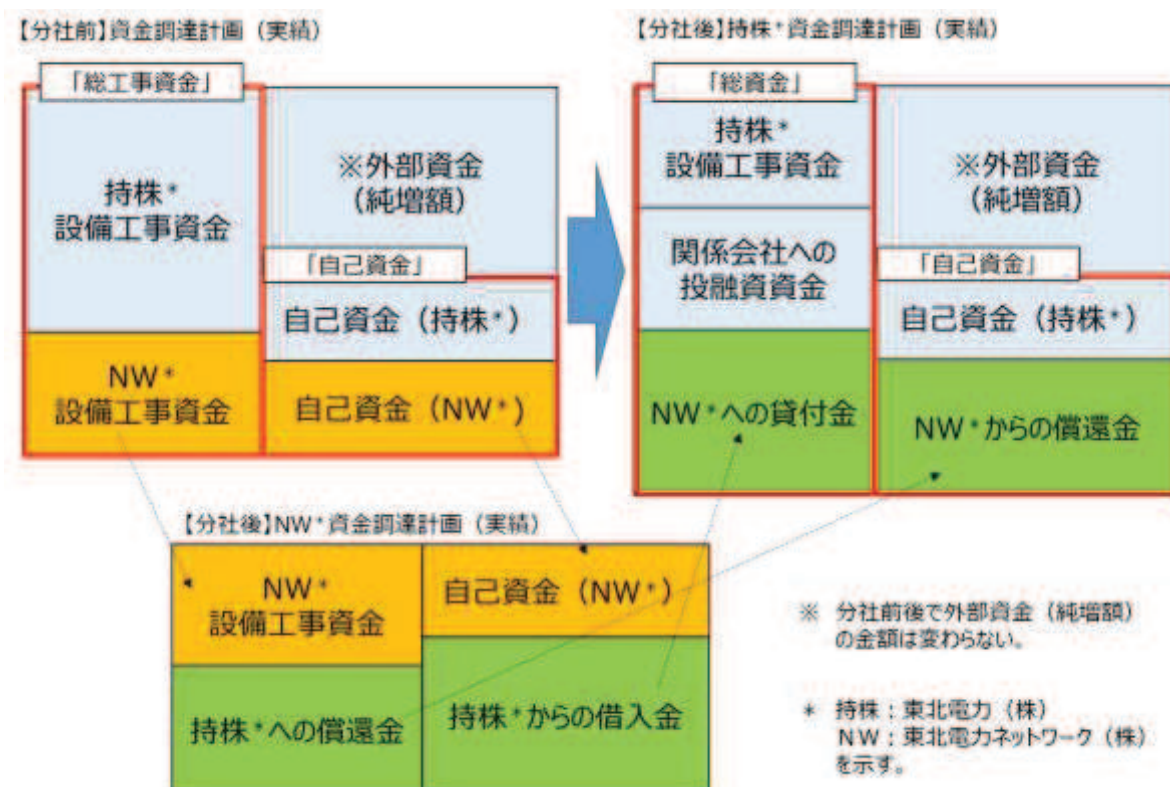 【分社前】資金調達計画（実績）
「総工事資金」
持株*
設備工事資金
※外部資金
（純増額）
「自己資金」
自己資金（持株*）
NW*
設備工事資金
自己資金（NW*）
【分社後】持株*資金調達計画（実績）
「総資金」
持株*
設備工事資金
※外部資金
（純増額）
関係会社への
投融資資金
「自己資金」
自己資金（持株*）
NW*への貸付金
NW*からの償還金
【分社後】NW*資金調達計画（実績）
NW*
設備工事資金
自己資金（NW*）
持株*への償還金
持株*からの借入金
※ 分社前後で外部資金（純増額）
の金額は変わらない。
* 持株：東北電力（株）
NW：東北電力ネットワーク（株）
を示す。